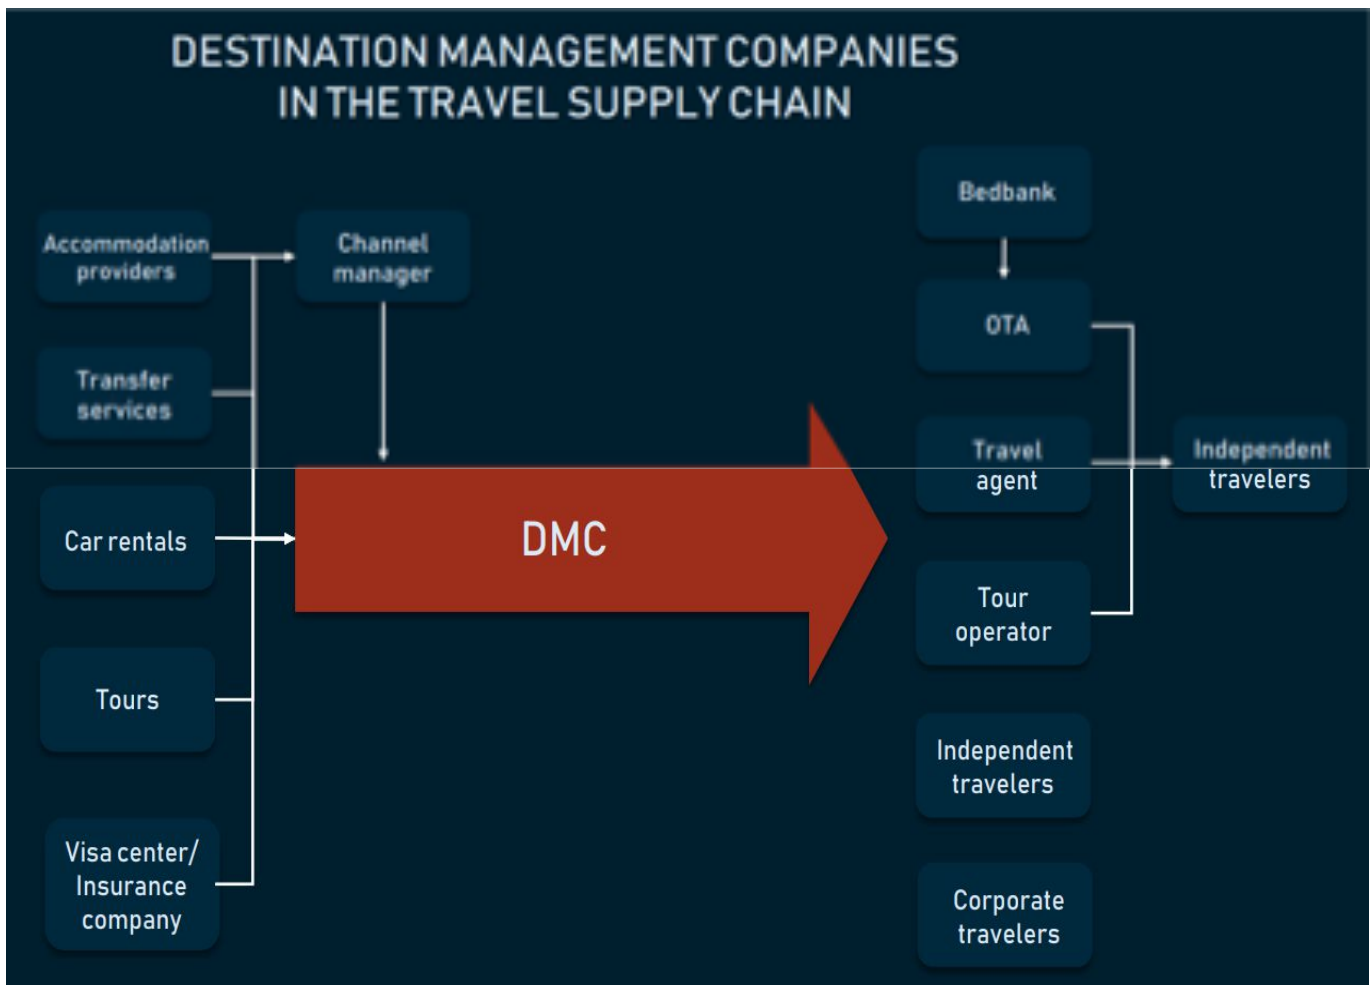 DESTINATION MANAGEMENT COMPANIES
IN THE TRAVEL SUPPLY CHAIN
Accommodation
providers
Channel
manager
Transfer
services
Car rentals
Tours
Visa center/
Insurance
company
DMC
Bedbank
OTA
Travel
agent
Independent
travelers
Tour
operator
Independent
travelers
Corporate
travelers